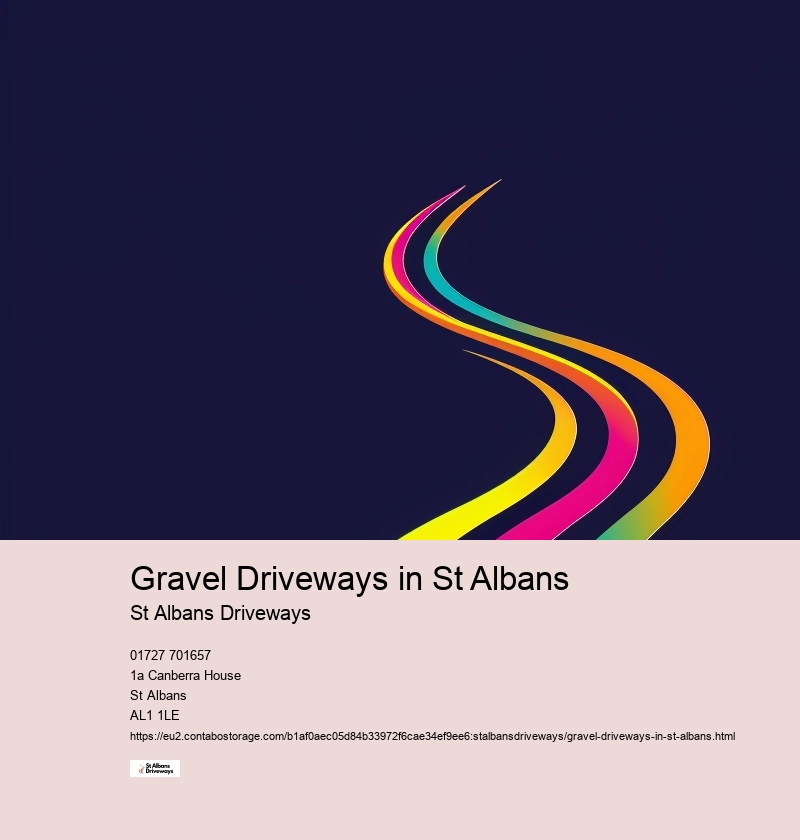 Gravel Driveways in St Albans
St Albans Driveways
01727 701657
1a Canberra House
St Albans
AL1 1LE
https://eu2.contabostorage.com/b1af0aec05d84b33972f6cae34ef9ee6:stalbansdriveways/gravel-driveways-in-st-albans.html
St Albans
Driveways